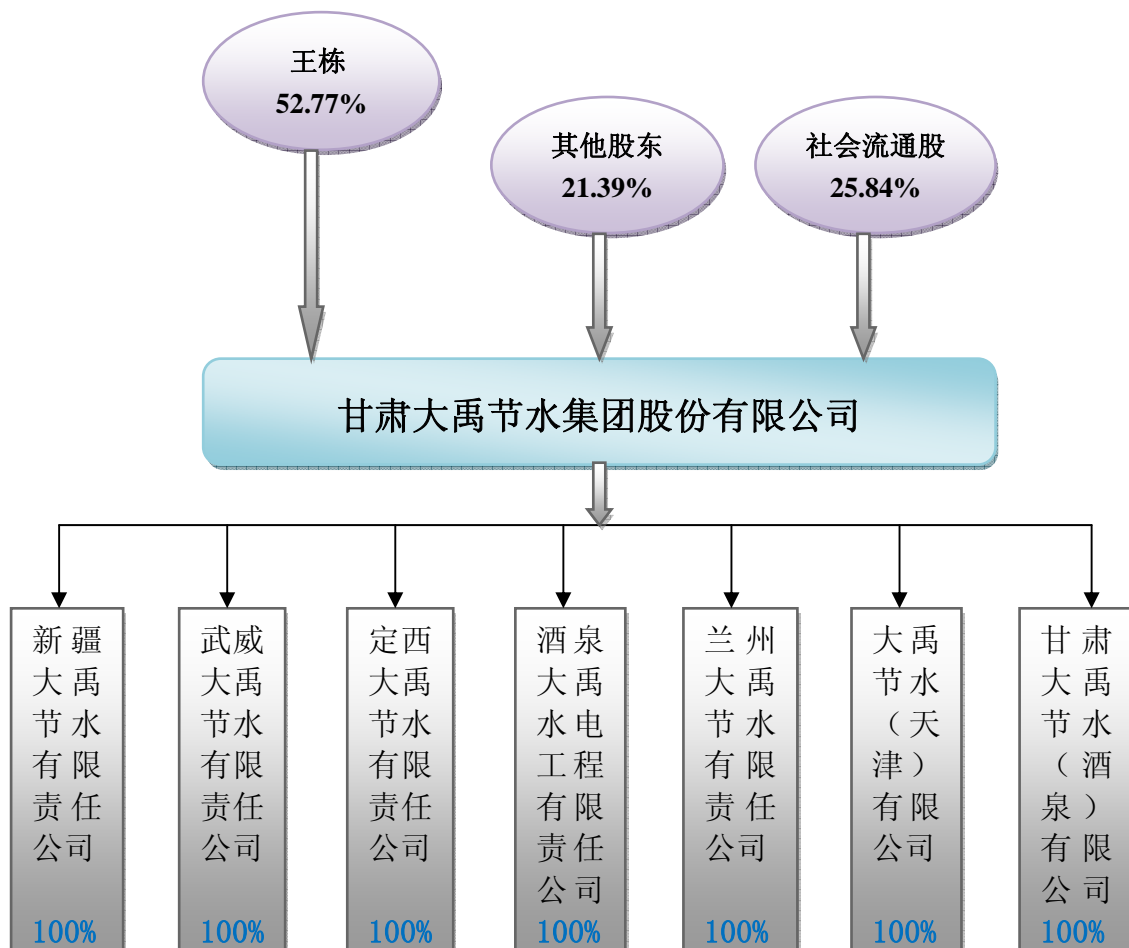 王栋
52.77%
其他股东
21.39%
社会流通股
25.84%
甘肃大禹节水集团股份有限公司
新疆
大禹
节水
有限
责任
公司
100%
武威
大禹
节水
有限
责任
公司
100%
定西
大禹
节水
有限
责任
公司
100%
酒泉
大禹
水电
工程
有限
责任
公司
100%
兰州
大禹
节水
有限
责任
公司
100%
大禹
节水
（天
津）
有限
公司
100%
甘肃
大禹
节水
（酒
泉）
有限
公司
100%